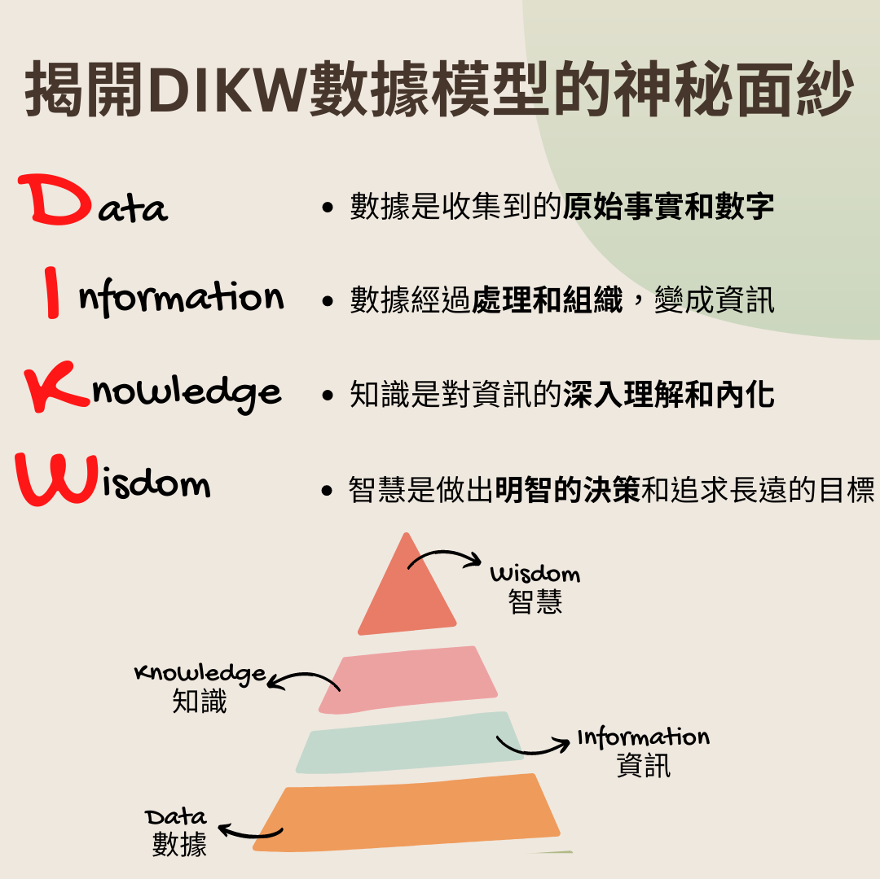 揭開DIKW數據模型的神秘面紗
Data
• 數據是收集到的原始事實和數字
Information
• 數據經過處理和組織，變成資訊
Knowledge
• 知識是對資訊的深入理解和內化
Wisdom
• 智慧是做出明智的決策和追求長遠的目標
Wisdom
智慧
Knowledge
知識
Information
資訊
Data
數據